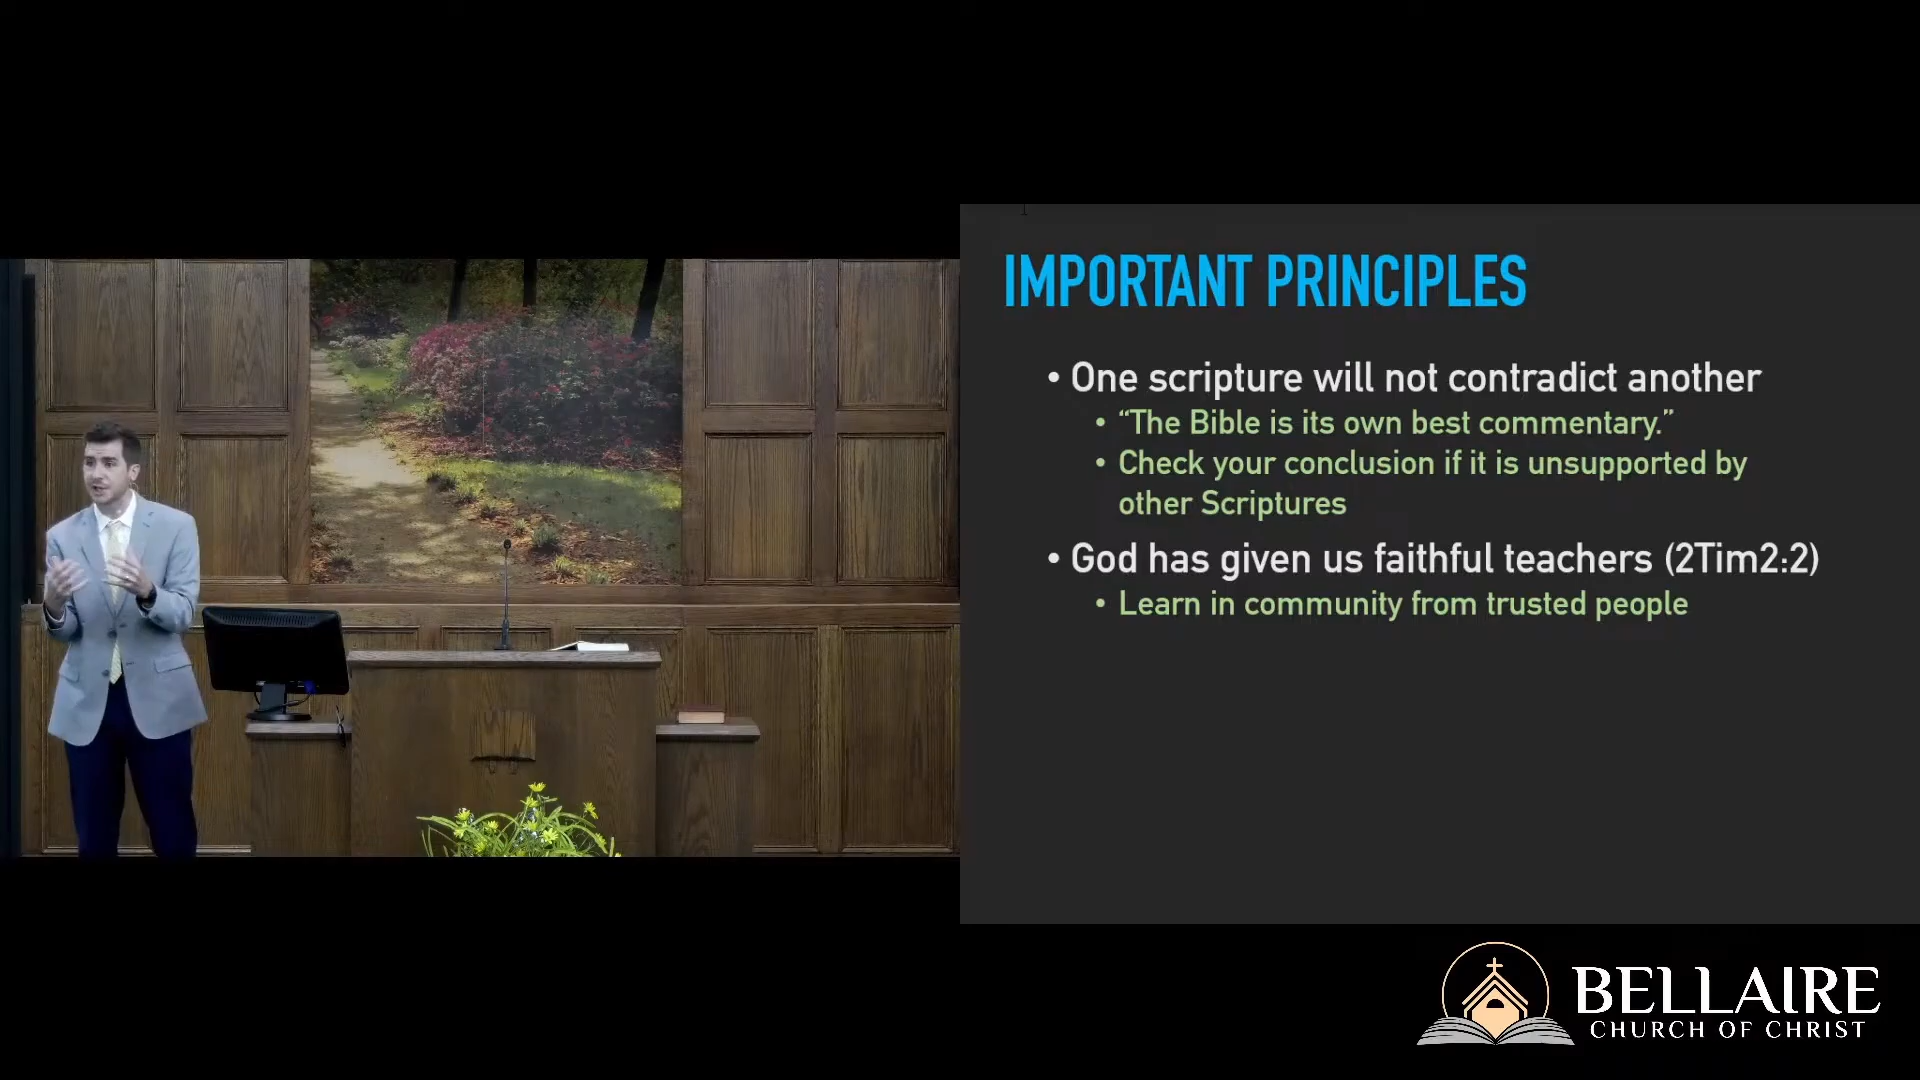 IMPORTANT PRINCIPLES
• One scripture will not contradict another
• “The Bible is its own best commentary.”
• Check your conclusion if it is unsupported by
other Scriptures
• God has given us faithful teachers (2Tim2:2)
• Learn in community from trusted people
BELLAIRE
CHURCH OF CHRIST